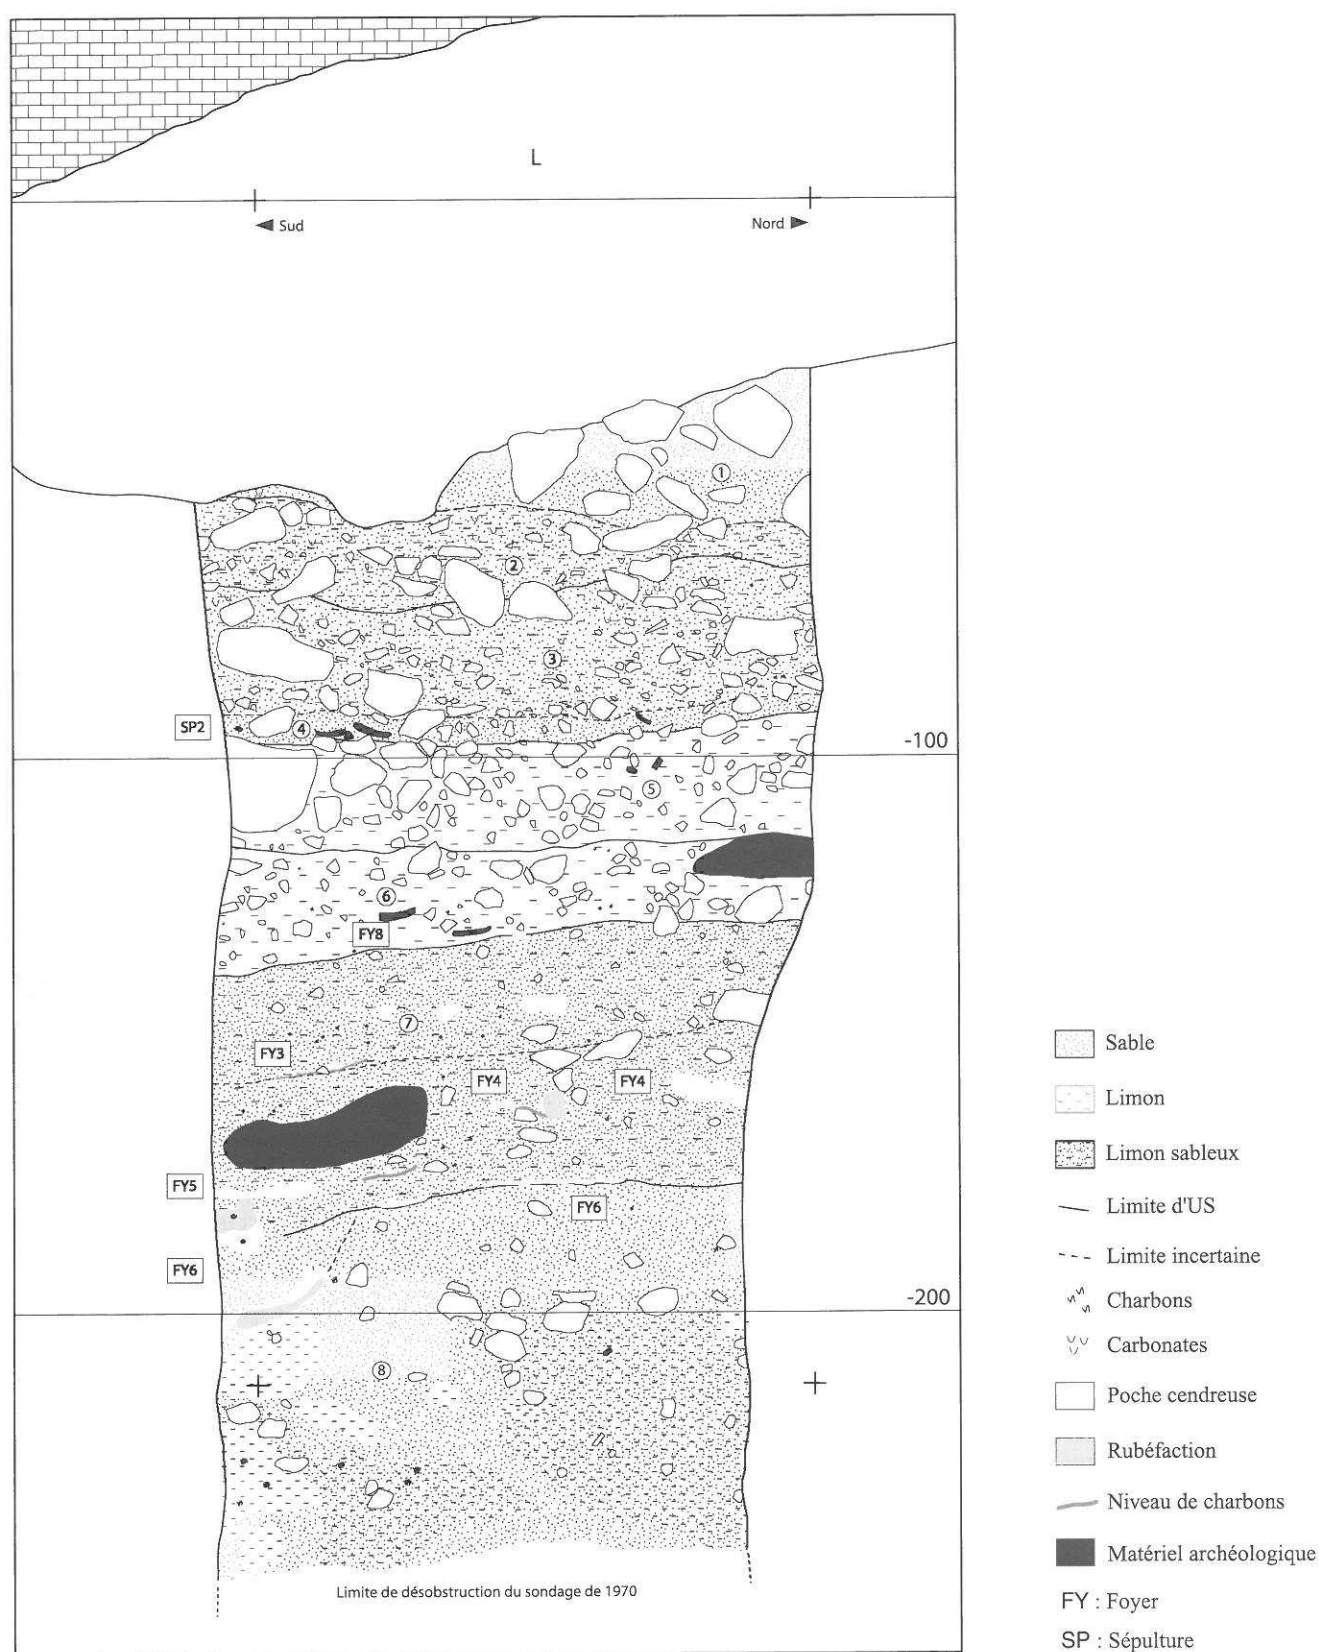 L
Sud
Nord
1
2
3
SP2
4
-100
5
6
FY8
7
FY3
FY4
FY4
FY5
FY6
FY6
-200
8
Limite de désobstruction du sondage de 1970
Sable
Limon
Limon sableux
Limite d'US
Limite incertaine
Charbons
Carbonates
Poche cendreuse
Rubéfaction
Niveau de charbons
Matériel archéologique
FY : Foyer
SP : Sépulture